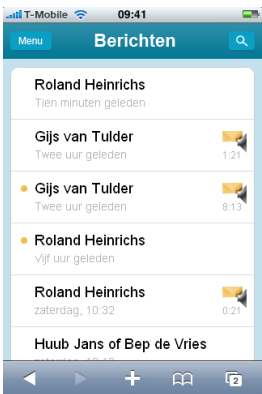 T-Mobile 09:41
Menu Berichten
Roland Heinrichs
Tien minuten geleden
Gijs van Tulder
Twee uur geleden 1:21
Gijs van Tulder
Twee uur geleden 8:13
Roland Heinrichs
vijf uur geleden
Roland Heinrichs
zaterdag, 10:32 0:21
Huub Jans of Bep de Vries
2